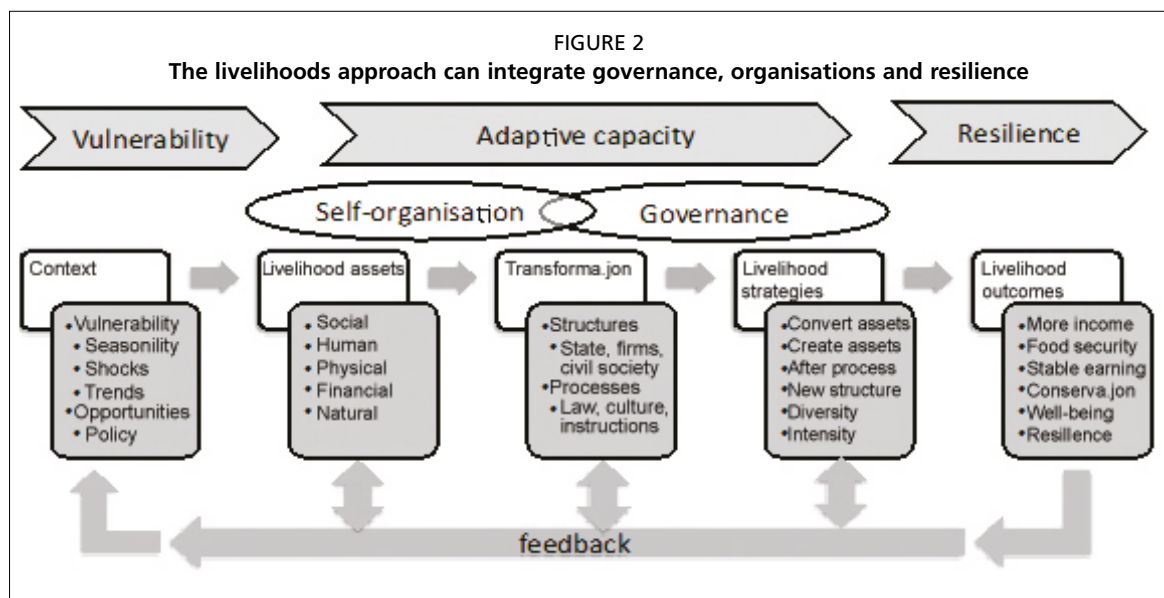 FIGURE 2
The livelihoods approach can integrate governance, organisations and resilience
Vulnerability
Adaptive capacity
Resilience
Self-organisation
Governance
Context
•Vulnerability
•Seasonility
•Shocks
•Trends
•Opportunities
•Policy
Livelihood assets
•Social
•Human
•Physical
•Financial
•Natural
Transforma.jon
•Structures
•State, firms,
civil society
•Processes
•Law, culture,
instructions
Livelihood
strategies
•Convert assets
•Create assets
•After process
•New structure
•Diversity
•Intensity
Livelihood
outcomes
•More income
•Food security
•Stable earning
•Conserva.jon
•Well-being
•Resillence
feedback